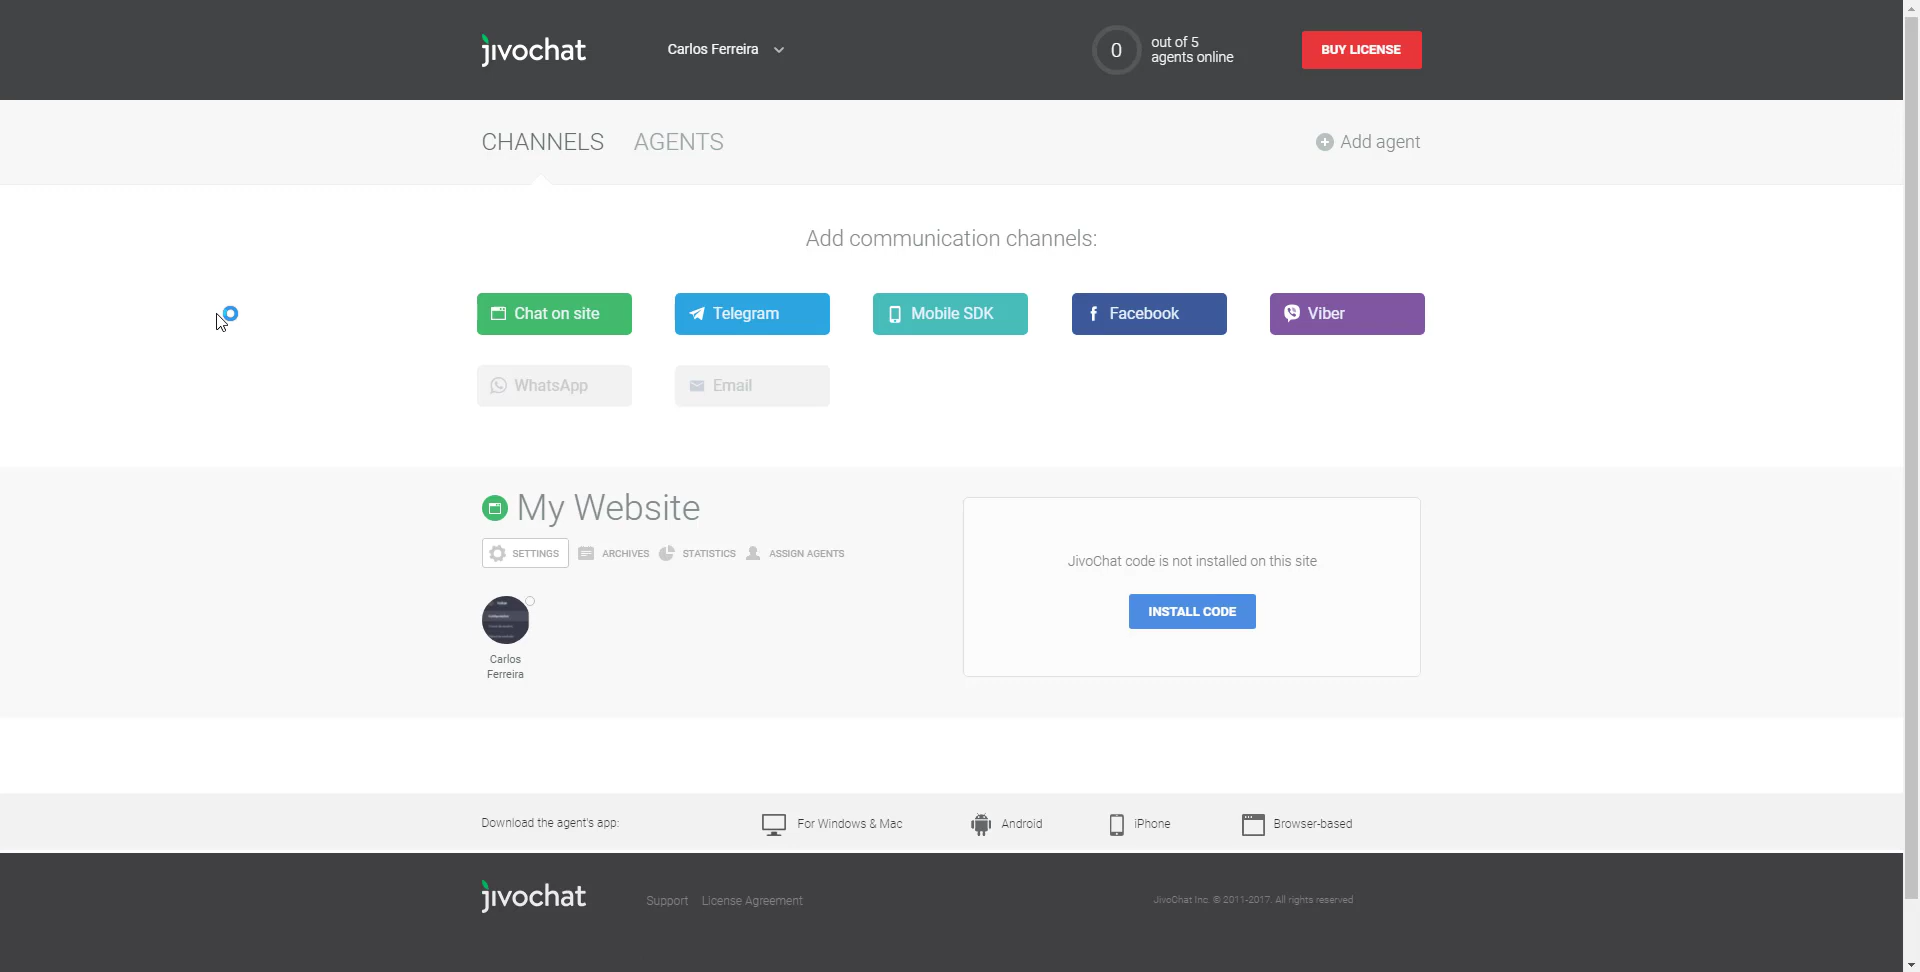 jivochat
Carlos Ferreira
0
out of 5
agents online
BUY LICENSE
CHANNELS
AGENTS
Add agent
Add communication channels:
Chat on site
Telegram
Mobile SDK
Facebook
Viber
WhatsApp
Email
My Website
SETTINGS
ARCHIVES
STATISTICS
ASSIGN AGENTS
Carlos
Ferreira
JivoChat code is not installed on this site
INSTALL CODE
Download the agent's app:
For Windows & Mac
Android
iPhone
Browser-based
jivochat
Support
License Agreement
JivoChat Inc. © 2011-2017. All rights reserved